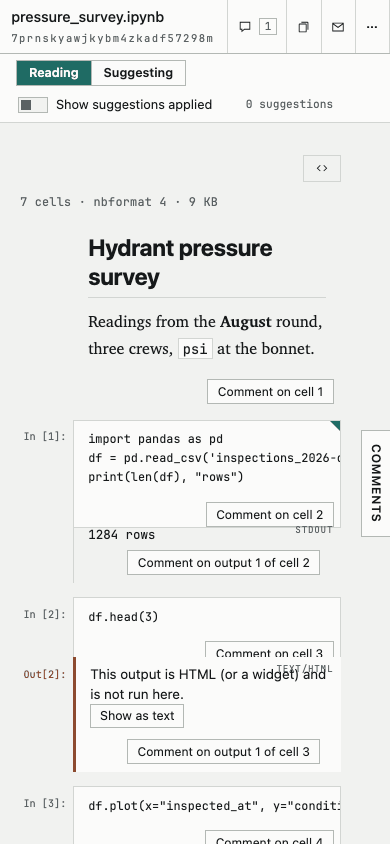 pressure_survey.ipynb
7prnskyawjkybm4zkadf57298m
1
Reading
Suggesting
Show suggestions applied
0 suggestions
7 cells · nbformat 4 · 9 KB
Hydrant pressure
survey
Readings from the August round,
three crews, psi at the bonnet.
Comment on cell 1
In [1]:
import pandas as pd
df = pd.read_csv('inspections_2026-
print(len(df), "rows")
Comment on cell 2
STDOUT
1284 rows
Comment on output 1 of cell 2
In [2]:
df.head(3)
Comment on cell 3
Out[2]:
TEXT/HTML
This output is HTML (or a widget) and
is not run here.
Show as text
Comment on output 1 of cell 3
In [3]:
df.plot(x="inspected_at", y="condit
Comment on cell 4
COMMENTS